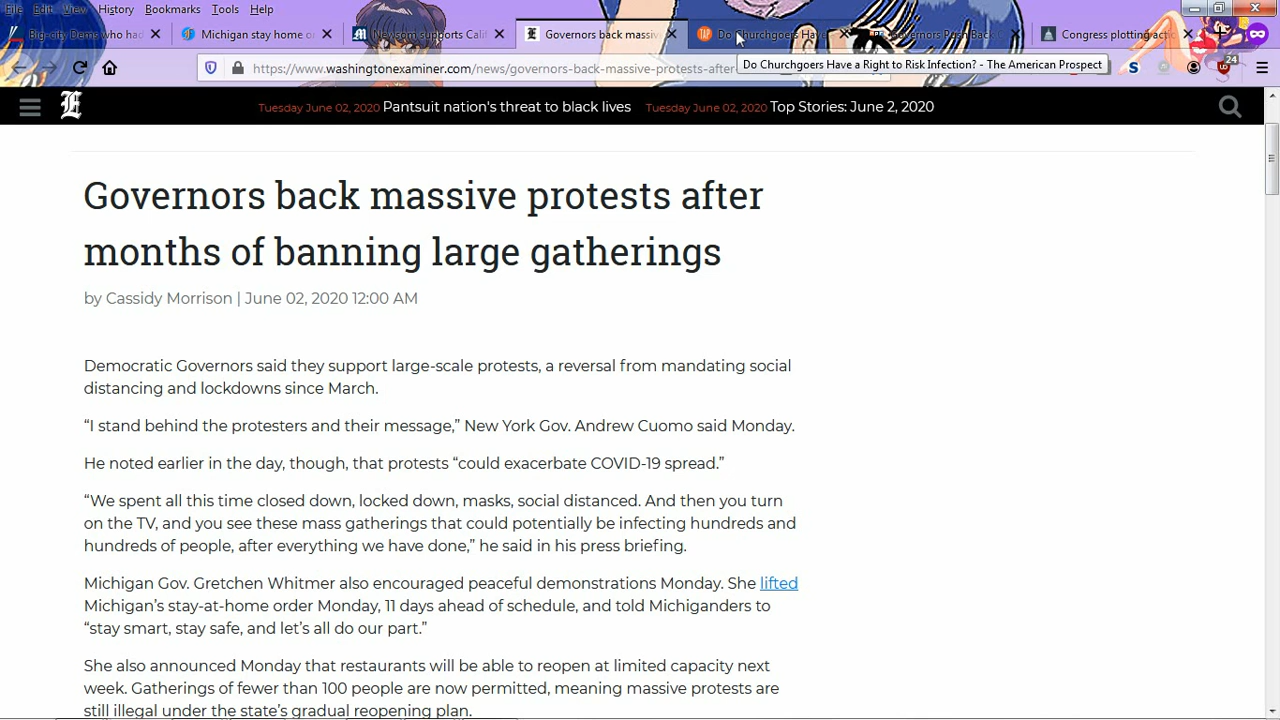 File Edit View History Bookmarks Tools Help
Big-city Dems who had
Michigan stay home or
Newsom supports Cali
Governors back massiv
Do Churchgoers Hav
Governors Push Back
Congress plotting actio
https://www.washingtonexaminer.com/news/governors-back-massive-protests-after
Do Churchgoers Have a Right to Risk Infection? - The American Prospect
24
E
Tuesday June 02, 2020 Pantsuit nation's threat to black lives Tuesday June 02, 2020 Top Stories: June 2, 2020
Governors back massive protests after
months of banning large gatherings
by Cassidy Morrison | June 02, 2020 12:00 AM
Democratic Governors said they support large-scale protests, a reversal from mandating social
distancing and lockdowns since March.
“I stand behind the protesters and their message,” New York Gov. Andrew Cuomo said Monday.
He noted earlier in the day, though, that protests “could exacerbate COVID-19 spread.”
“We spent all this time closed down, locked down, masks, social distanced. And then you turn
on the TV, and you see these mass gatherings that could potentially be infecting hundreds and
hundreds of people, after everything we have done,” he said in his press briefing.
Michigan Gov. Gretchen Whitmer also encouraged peaceful demonstrations Monday. She lifted
Michigan’s stay-at-home order Monday, 11 days ahead of schedule, and told Michiganders to
“stay smart, stay safe, and let’s all do our part.”
She also announced Monday that restaurants will be able to reopen at limited capacity next
week. Gatherings of fewer than 100 people are now permitted, meaning massive protests are
still illegal under the state’s gradual reopening plan.